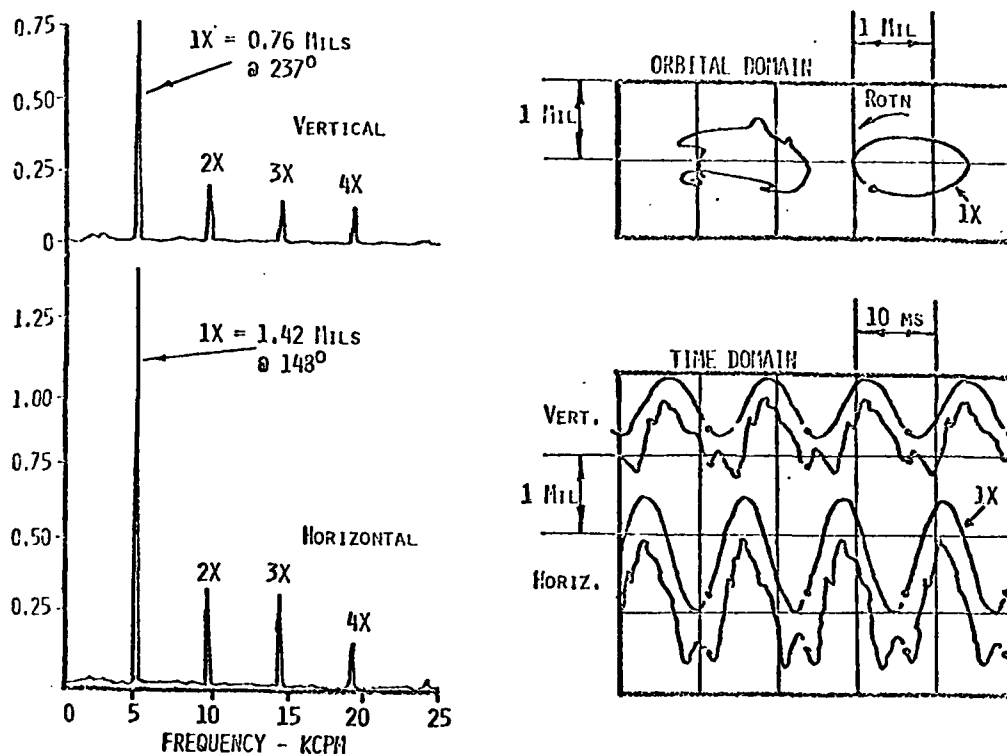 0.75
1X = 0.76 MILS
@ 237°
0.50
VERTICAL
0.25
2X
3X
4X
0
1.25
1X = 1.42 MILS
@ 148°
1.00
0.75
0.50
HORIZONTAL
0.25
2X
3X
4X
0 5 10 15 20 25
FREQUENCY - KCPM
1 MIL
ORBITAL DOMAIN
1 MIL
ROTN
1X
10 MS
TIME DOMAIN
VERT.
1 MIL
1X
HORIZ.